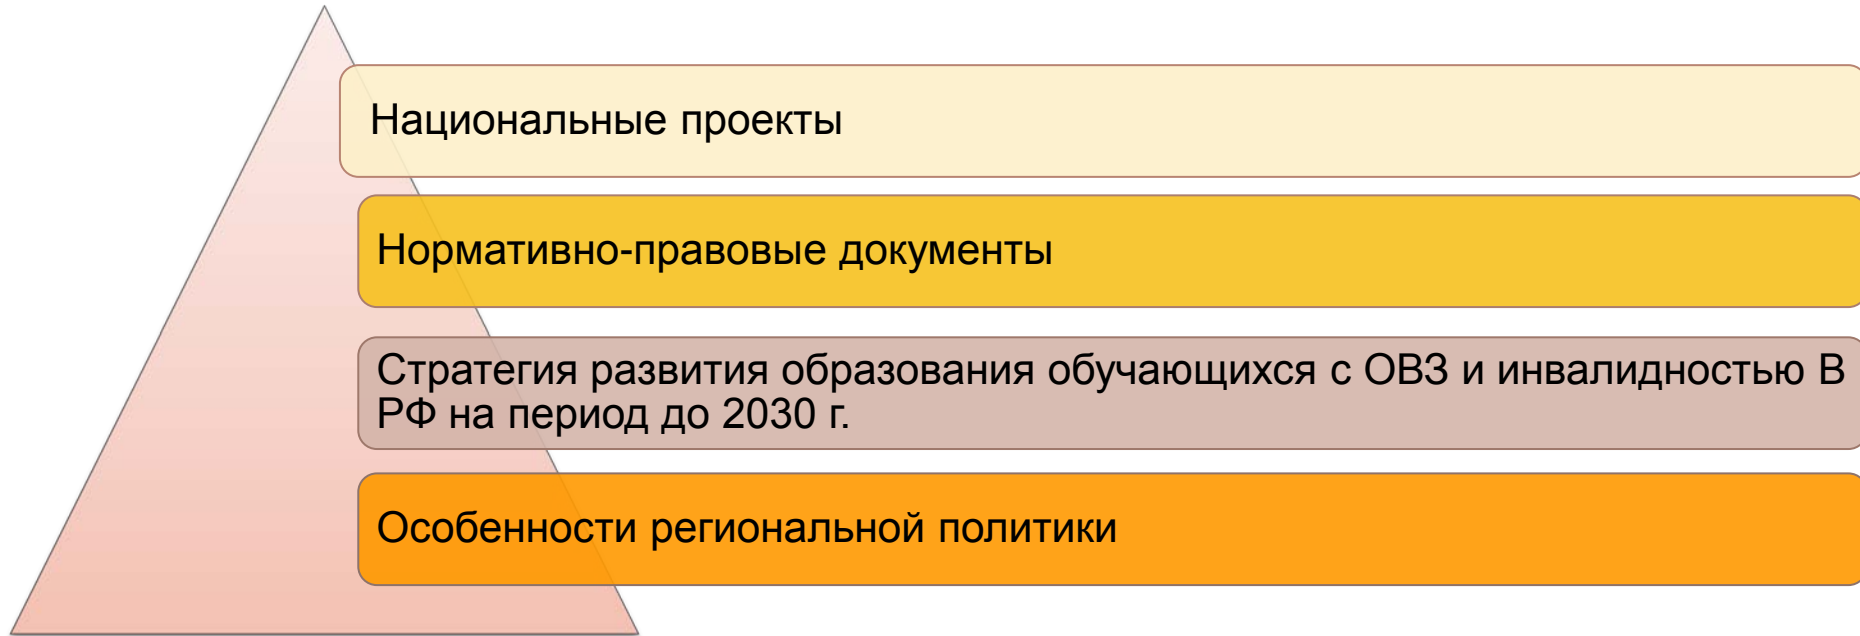 Национальные проекты
Нормативно-правовые документы
Стратегия развития образования обучающихся с ОВЗ и инвалидностью В
РФ на период до 2030 г.
Особенности региональной политики